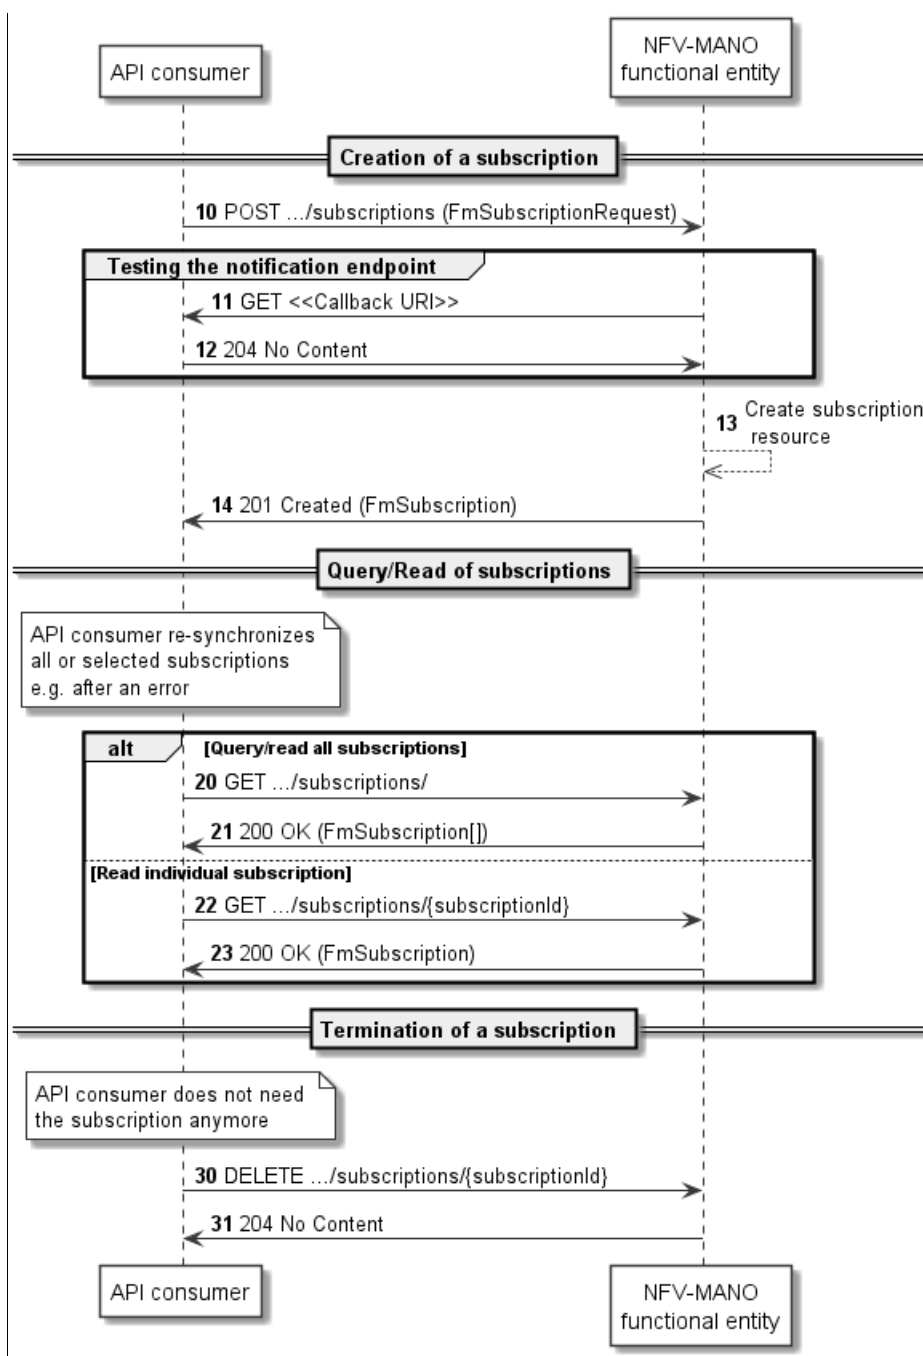 API consumer
NFV-MANO
functional entity
Creation of a subscription
10 POST .../subscriptions (FmSubscriptionRequest)
Testing the notification endpoint
11 GET <<Callback URI>>
12 204 No Content
13 Create subscription
resource
14 201 Created (FmSubscription)
Query/Read of subscriptions
API consumer re-synchronizes
all or selected subscriptions
e.g. after an error
alt [Query/read all subscriptions]
20 GET .../subscriptions/
21 200 OK (FmSubscription[])
[Read individual subscription]
22 GET .../subscriptions/{subscriptionId}
23 200 OK (FmSubscription)
Termination of a subscription
API consumer does not need
the subscription anymore
30 DELETE .../subscriptions/{subscriptionId}
31 204 No Content
API consumer
NFV-MANO
functional entity